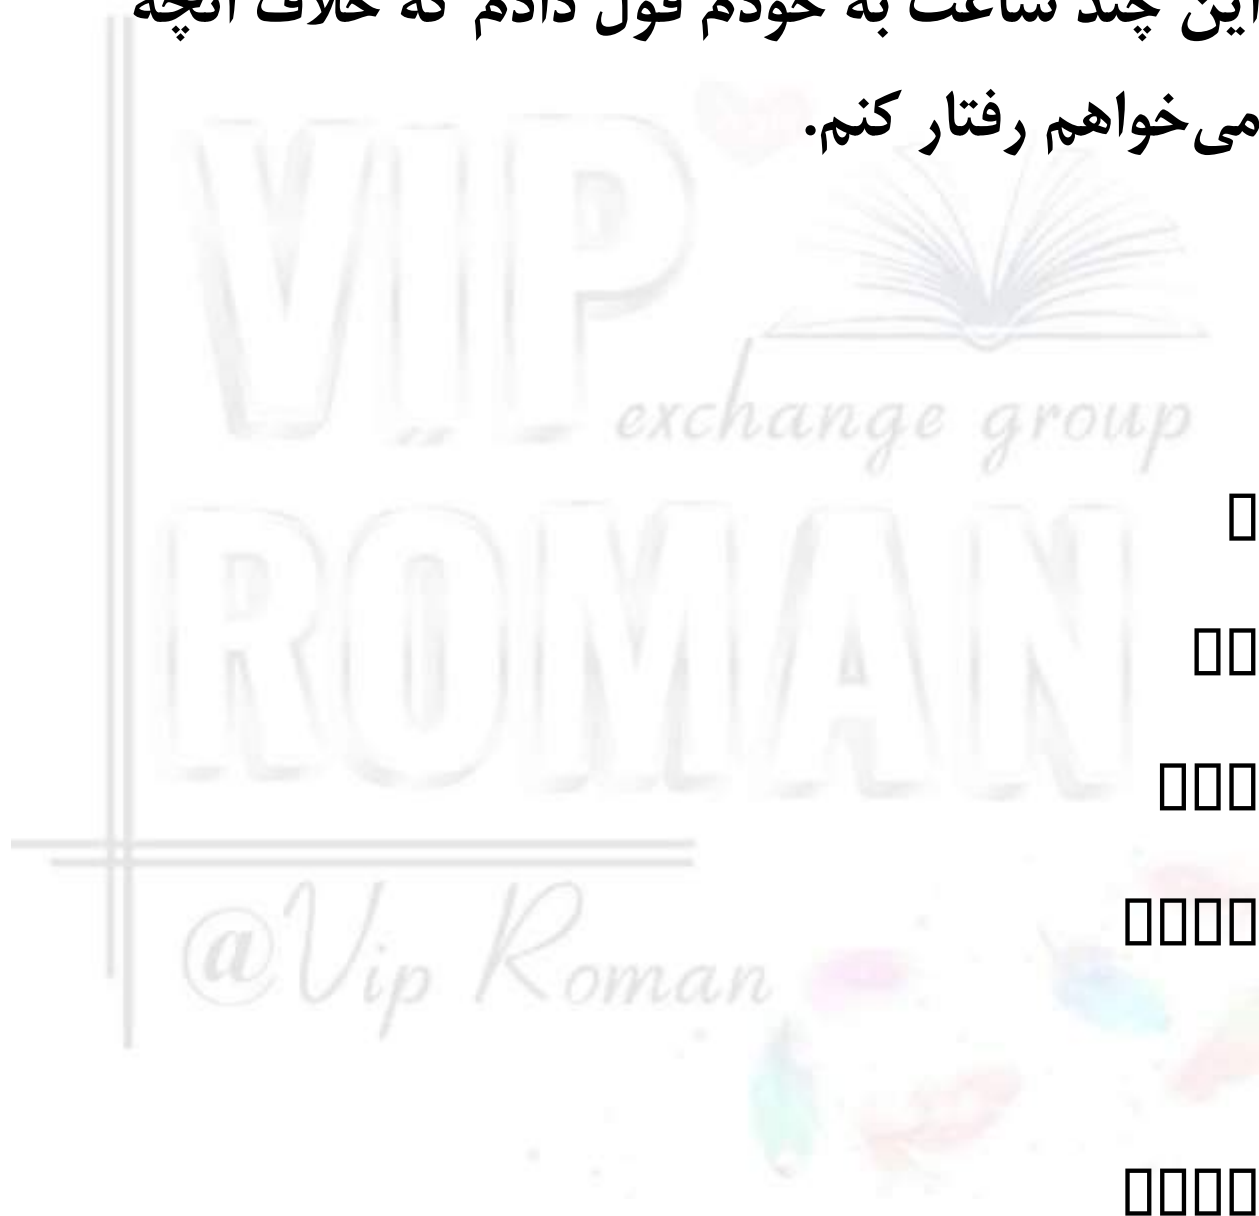 این چند ساعت به خودم قول دادم که خلاف آنچه
می‌خواهم رفتار کنم.
VIP
exchange group
ROMAN
@Vip Roman